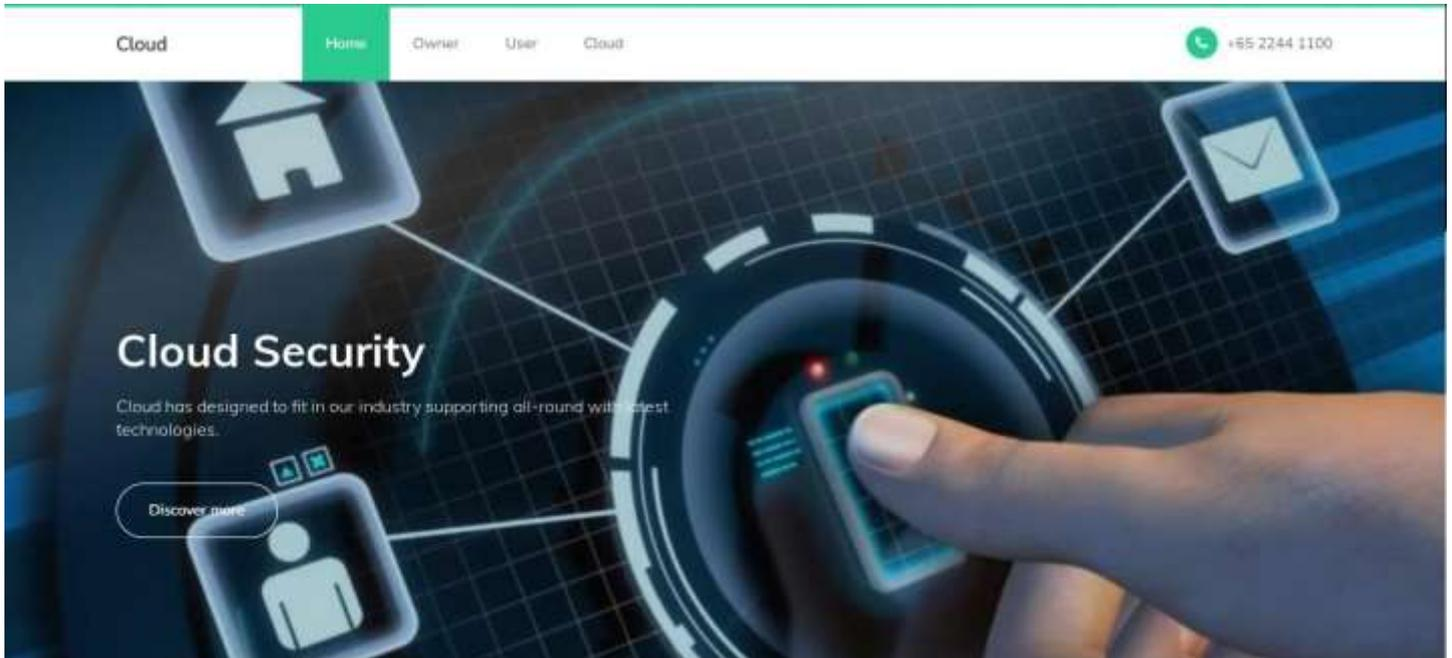 Cloud
Home
Owner
User
Cloud
+65 2244 1100
Cloud Security
Cloud has designed to fit in our industry supporting all-round with latest
technologies.
Discover more